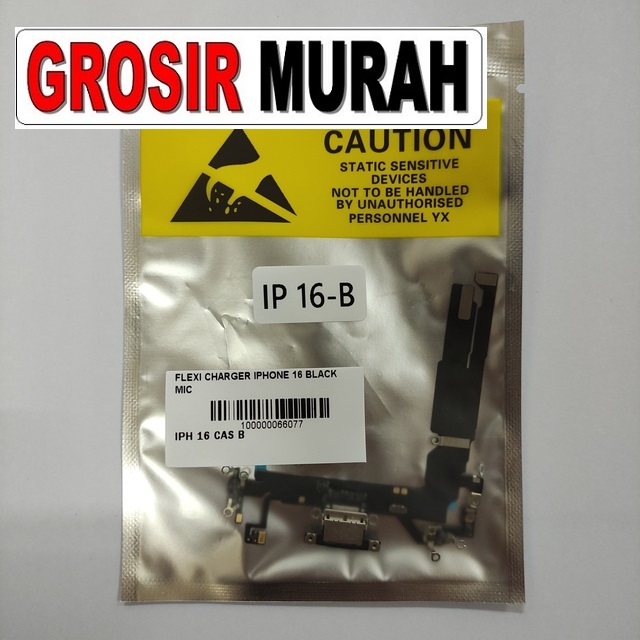 GROSIR MURAH
CAUTION
STATIC SENSITIVE
DEVICES
NOT TO BE HANDLED
BY UNAUTHORISED
PERSONNEL YX
IP 16-B
FLEXI CHARGER IPHONE 16 BLACK
MIC
100000066077
IPH 16 CAS B